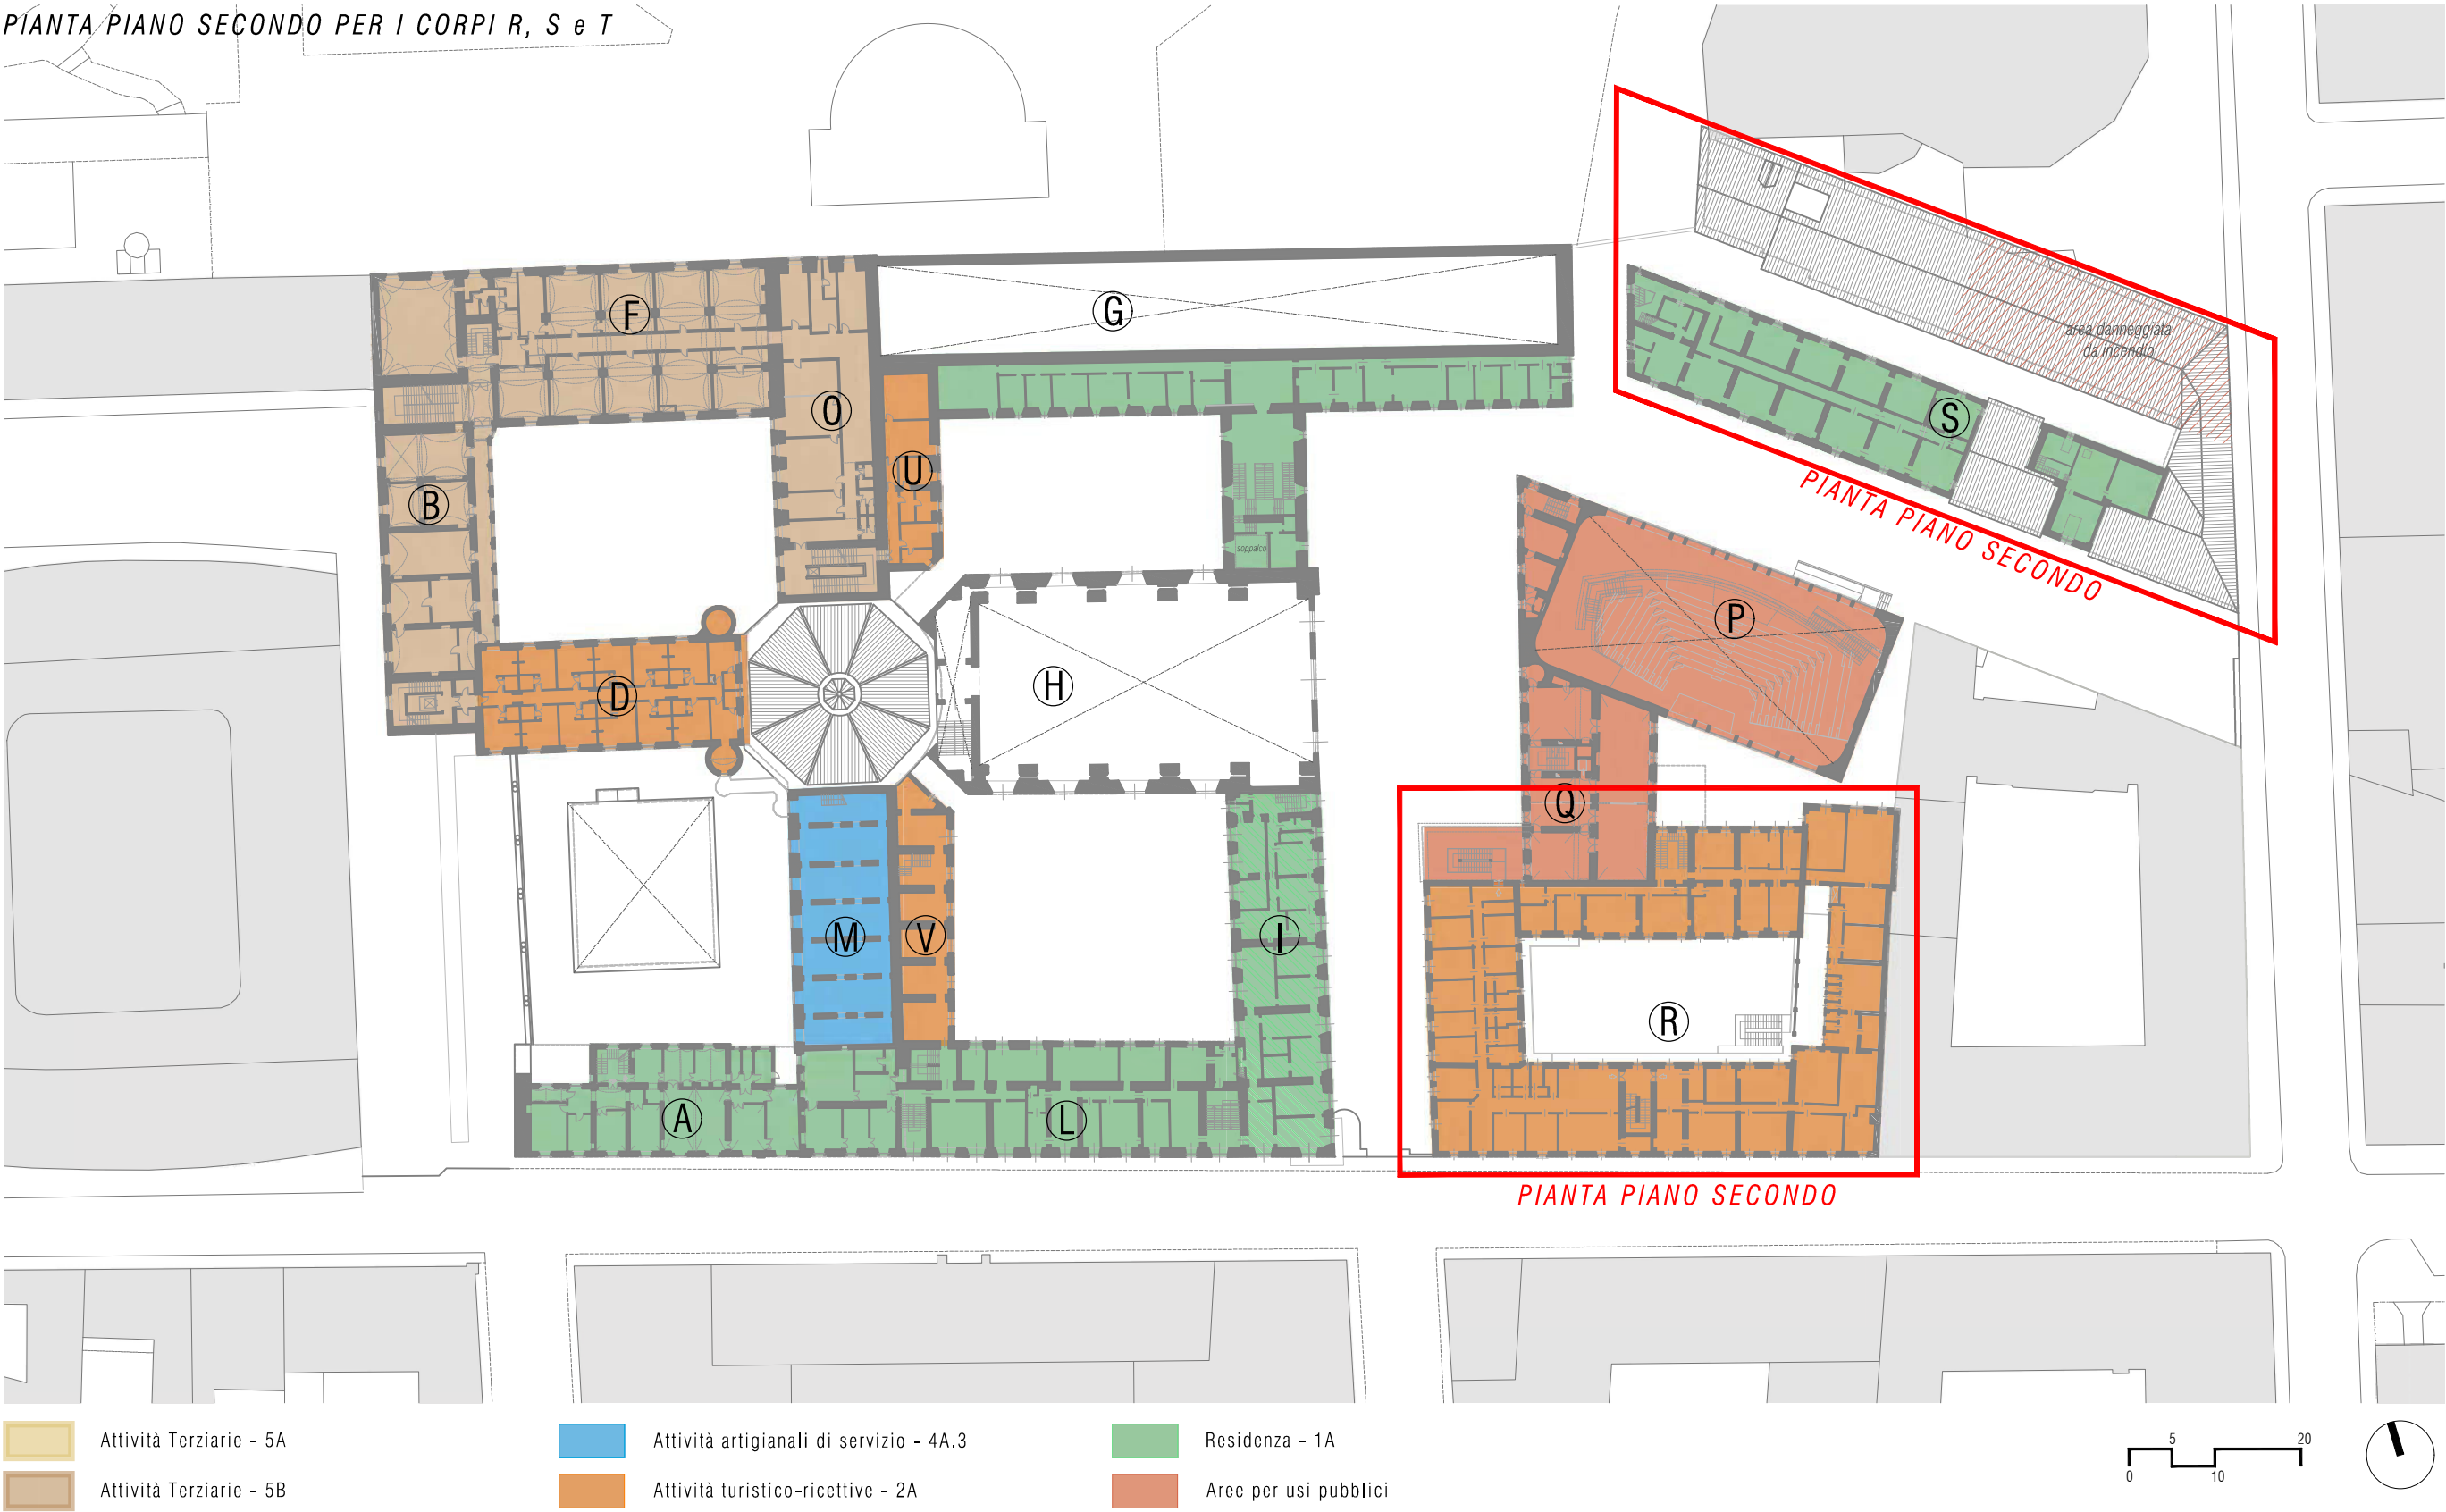 PIANTA PIANO SECONDO PER I CORPI R, S e T
F
G
O
U
B
S
area danneggiata
da incendio
PIANTA PIANO SECONDO
soppalco
P
H
D
Q
M
V
I
R
A
L
PIANTA PIANO SECONDO
Attività Terziarie - 5A
Attività artigianali di servizio - 4A.3
Residenza - 1A
Attività Terziarie - 5B
Attività turistico-ricettive - 2A
Aree per usi pubblici
5 20
0 10